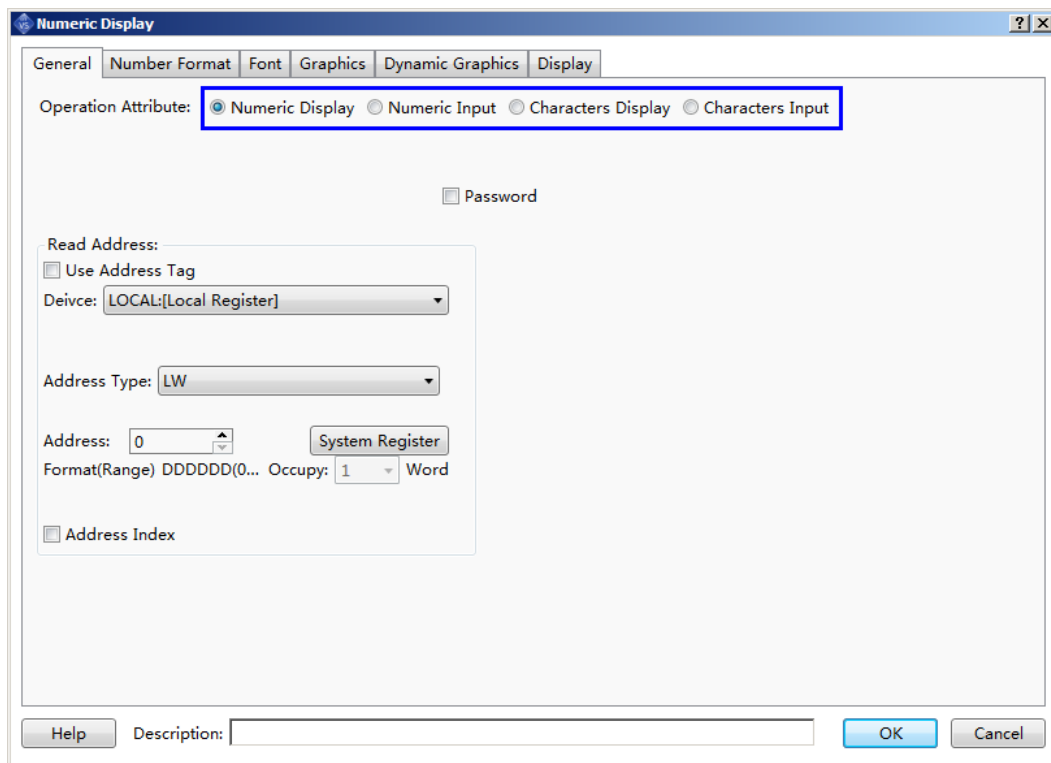 VS Numeric Display
General Number Format Font Graphics Dynamic Graphics Display
Operation Attribute: Numeric Display Numeric Input Characters Display Characters Input
Password
Read Address:
Use Address Tag
Deivce: LOCAL:[Local Register]
Address Type: LW
Address: 0 System Register
Format(Range) DDDDDD(0... Occupy: 1 Word
Address Index
Help Description: OK Cancel